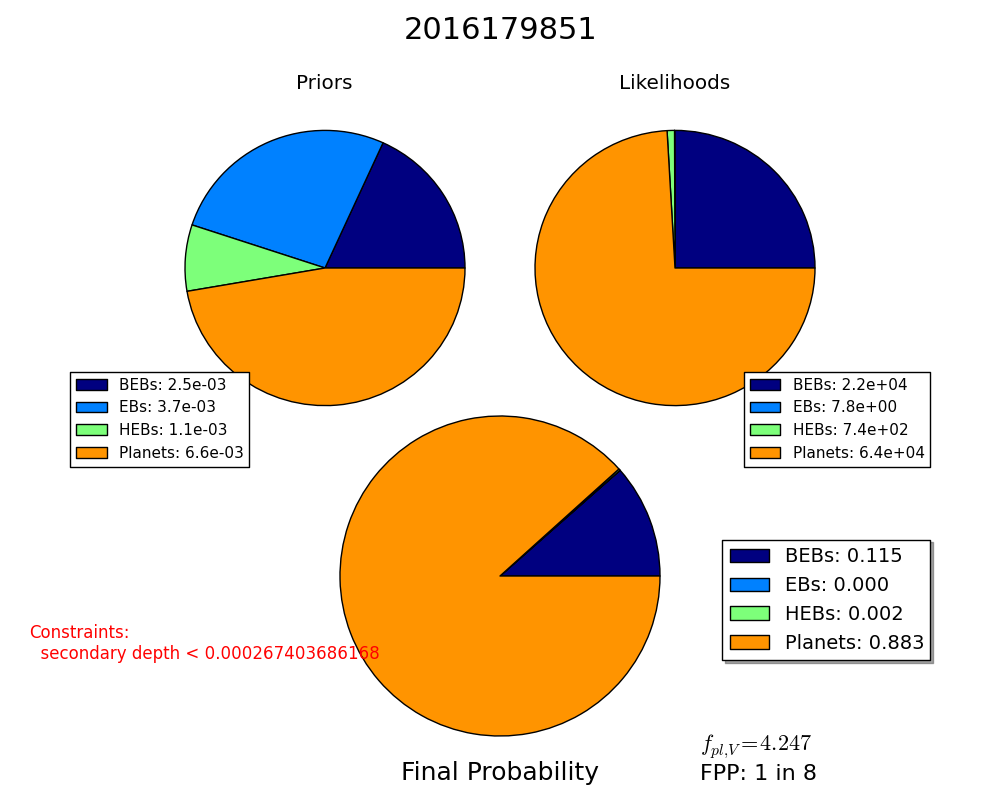 2016179851
Priors
Likelihoods
BEBs: 2.5e-03
EBs: 3.7e-03
HEBs: 1.1e-03
Planets: 6.6e-03
BEBs: 2.2e+04
EBs: 7.8e+00
HEBs: 7.4e+02
Planets: 6.4e+04
BEBs: 0.115
EBs: 0.000
HEBs: 0.002
Planets: 0.883
Constraints:
secondary depth < 0.000267403686168
f_{pl,V}=4.247
Final Probability
FPP: 1 in 8